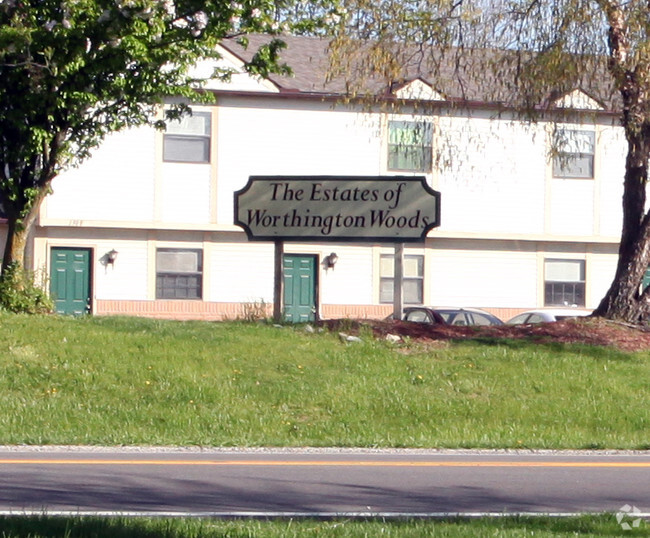 The Estates of
Worthington Woods